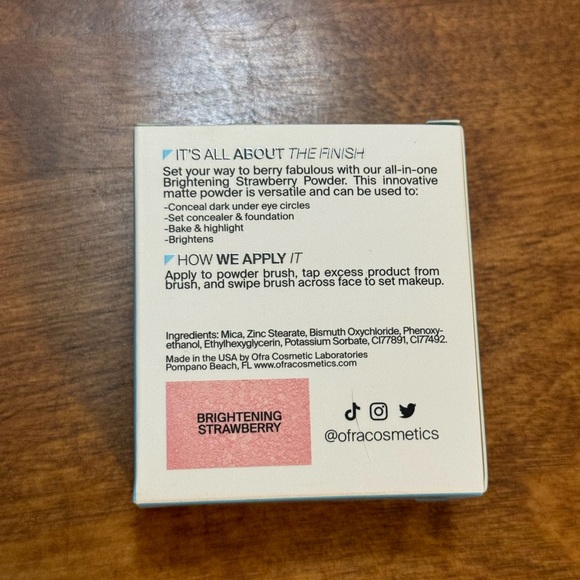 IT'S ALL ABOUT THE FINISH
Set your way to berry fabulous with our all-in-one
Brightening Strawberry Powder. This innovative
matte powder is versatile and can be used to:
-Conceal dark under eye circles
-Set concealer & foundation
-Bake & highlight
-Brightens
HOW WE APPLY IT
Apply to powder brush, tap excess product from
brush, and swipe brush across face to set makeup.
Ingredients: Mica, Zinc Stearate, Bismuth Oxychloride, Phenoxy-
ethanol, Ethylhexyglycerin, Potassium Sorbate, CI77891, CI77492.
Made in the USA by Ofra Cosmetic Laboratories
Pompano Beach, FL www.ofracosmetics.com
BRIGHTENING
STRAWBERRY
@ofracosmetics